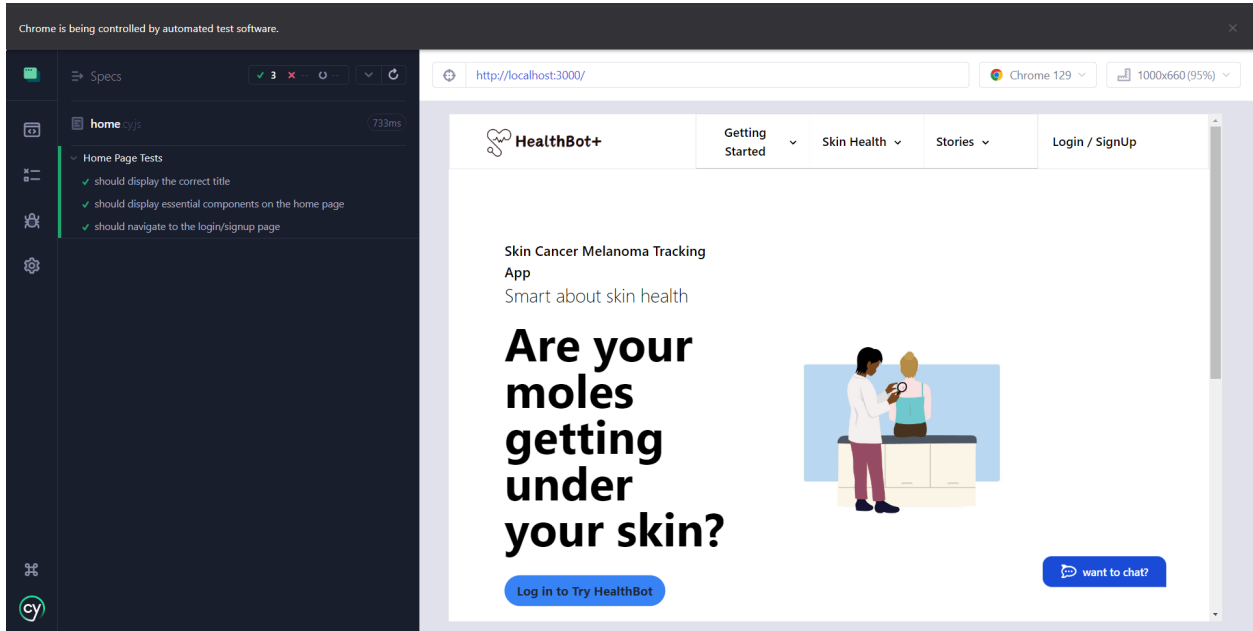 Chrome is being controlled by automated test software.
Specs
3 -- --
home.cy.js 733ms
Home Page Tests
should display the correct title
should display essential components on the home page
should navigate to the login/signup page
cy
http://localhost:3000/
Chrome 129
1000x660 (95%)
HealthBot+
Getting
Started
Skin Health
Stories
Login / SignUp
Skin Cancer Melanoma Tracking
App
Smart about skin health
Are your
moles
getting
under
your skin?
Log in to Try HealthBot
want to chat?